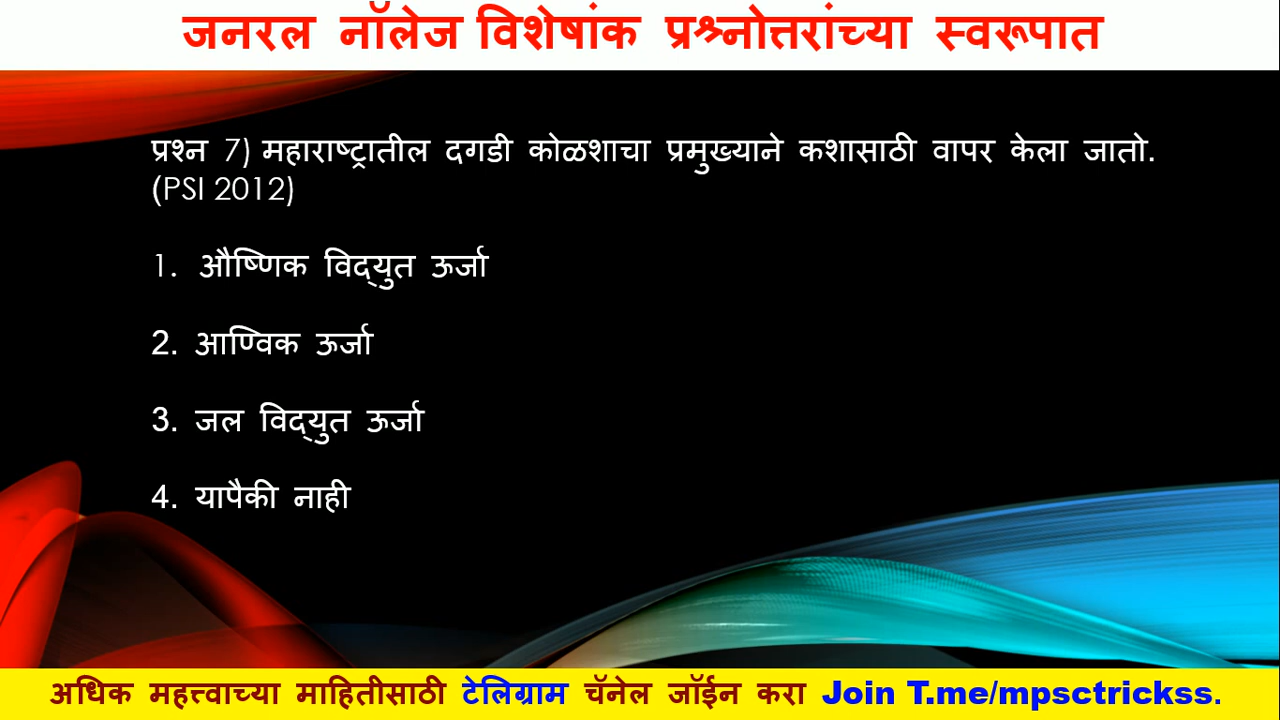 जनरल नॉलेज विशेषांक प्रश्नोत्तरांच्या स्वरूपात
प्रश्न 7) महाराष्ट्रातील दगडी कोळशाचा प्रमुख्याने कशासाठी वापर केला जातो.
(PSI 2012)
1. औष्णिक विद्युत ऊर्जा
2. आण्विक ऊर्जा
3. जल विद्युत ऊर्जा
4. यापैकी नाही
अधिक महत्त्वाच्या माहितीसाठी टेलिग्राम चॅनेल जॉईन करा Join T.me/mpsctrickss.